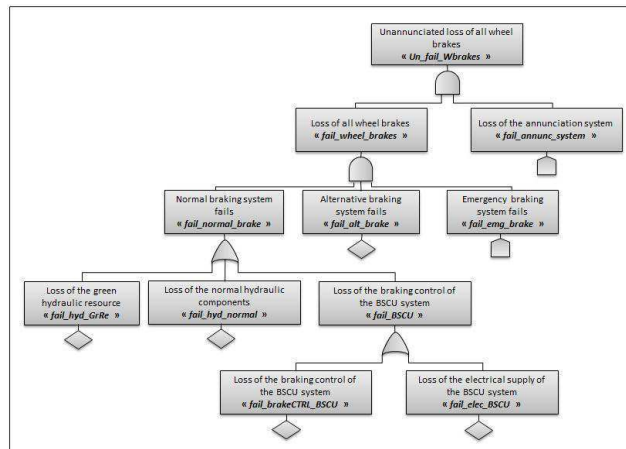 Unannunciated loss of all wheel
brakes
« Un_fail_Wbrakes »
Loss of all wheel brakes
« fail_wheel_brakes »
Loss of the annunciation system
« fail_annunc_system »
Normal braking system
fails
« fail_normal_brake »
Alternative braking
system fails
« fail_alt_brake »
Emergency braking
system fails
« fail_emg_brake »
Loss of the green
hydraulic resource
« fail_hyd_GrRe »
Loss of the normal hydraulic
components
« fail_hyd_normal »
Loss of the braking control of
the BSCU system
« fail_BSCU »
Loss of the braking control of
the BSCU system
« fail_brakeCTRL_BSCU »
Loss of the electrical supply of
the BSCU system
« fail_elec_BSCU »